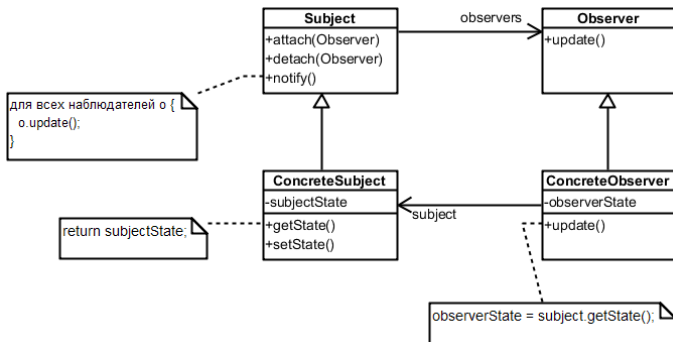 Subject
+attach(Observer)
+detach(Observer)
+notify()
observers
Observer
+update()
для всех наблюдателей o {
o.update();
}
ConcreteSubject
-subjectState
+getState()
+setState()
subject
ConcreteObserver
-observerState
+update()
return subjectState;
observerState = subject.getState();